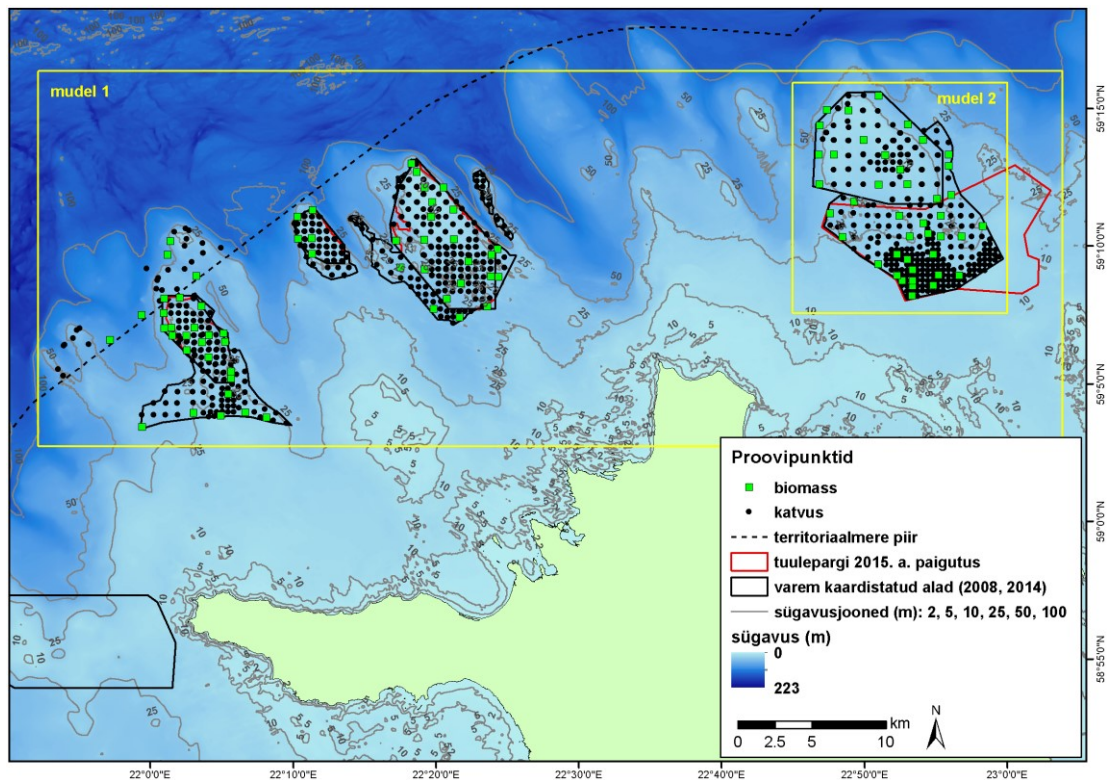 mudel 1
mudel 2
59°15'0"N
59°10'0"N
59°5'0"N
59°0'0"N
58°55'0"N
Proovipunktid
biomass
katvus
territoriaalmere piir
tuulepargi 2015. a. paigutus
varem kaardistatud alad (2008, 2014)
sügavusjooned (m): 2, 5, 10, 25, 50, 100
sügavus (m)
0
223
N
km
0 2.5 5 10
22°0'0"E 22°10'0"E 22°20'0"E 22°30'0"E 22°40'0"E 22°50'0"E 23°0'0"E